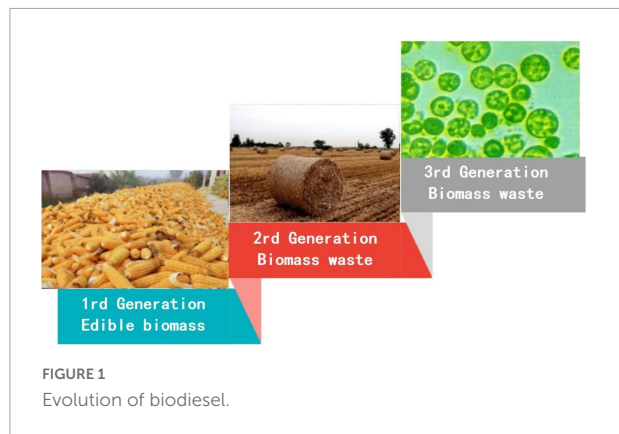 3rd Generation
Biomass waste
2rd Generation
Biomass waste
1rd Generation
Edible biomass
FIGURE 1
Evolution of biodiesel.